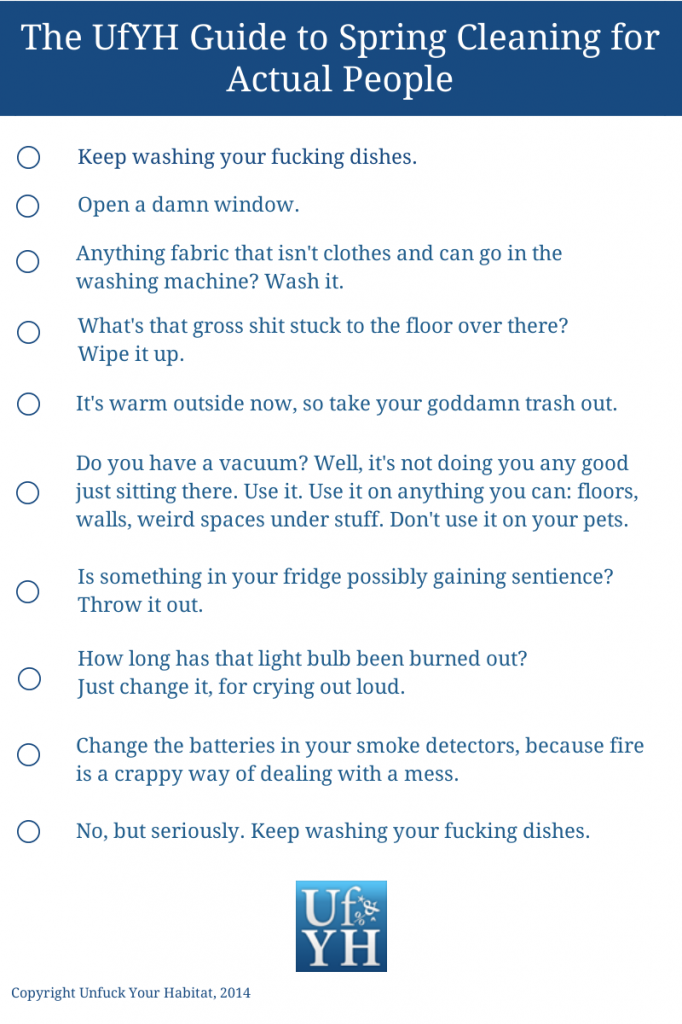 The UfYH Guide to Spring Cleaning for
Actual People
Keep washing your fucking dishes.
Open a damn window.
Anything fabric that isn't clothes and can go in the
washing machine? Wash it.
What's that gross shit stuck to the floor over there?
Wipe it up.
It's warm outside now, so take your goddamn trash out.
Do you have a vacuum? Well, it's not doing you any good
just sitting there. Use it. Use it on anything you can: floors,
walls, weird spaces under stuff. Don't use it on your pets.
Is something in your fridge possibly gaining sentience?
Throw it out.
How long has that light bulb been burned out?
Just change it, for crying out loud.
Change the batteries in your smoke detectors, because fire
is a crappy way of dealing with a mess.
No, but seriously. Keep washing your fucking dishes.
Uf*&%^
YH
Copyright Unfuck Your Habitat, 2014